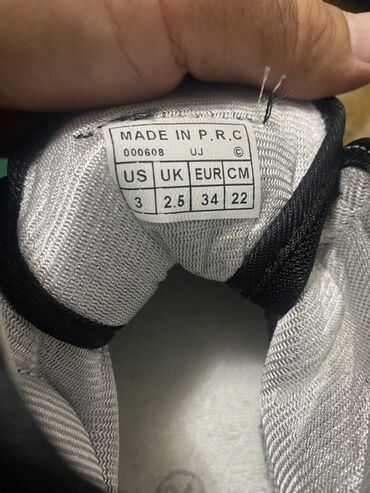 MADE IN P.R.C
000608 UJ ©
US UK EUR CM
3 2.5 34 22